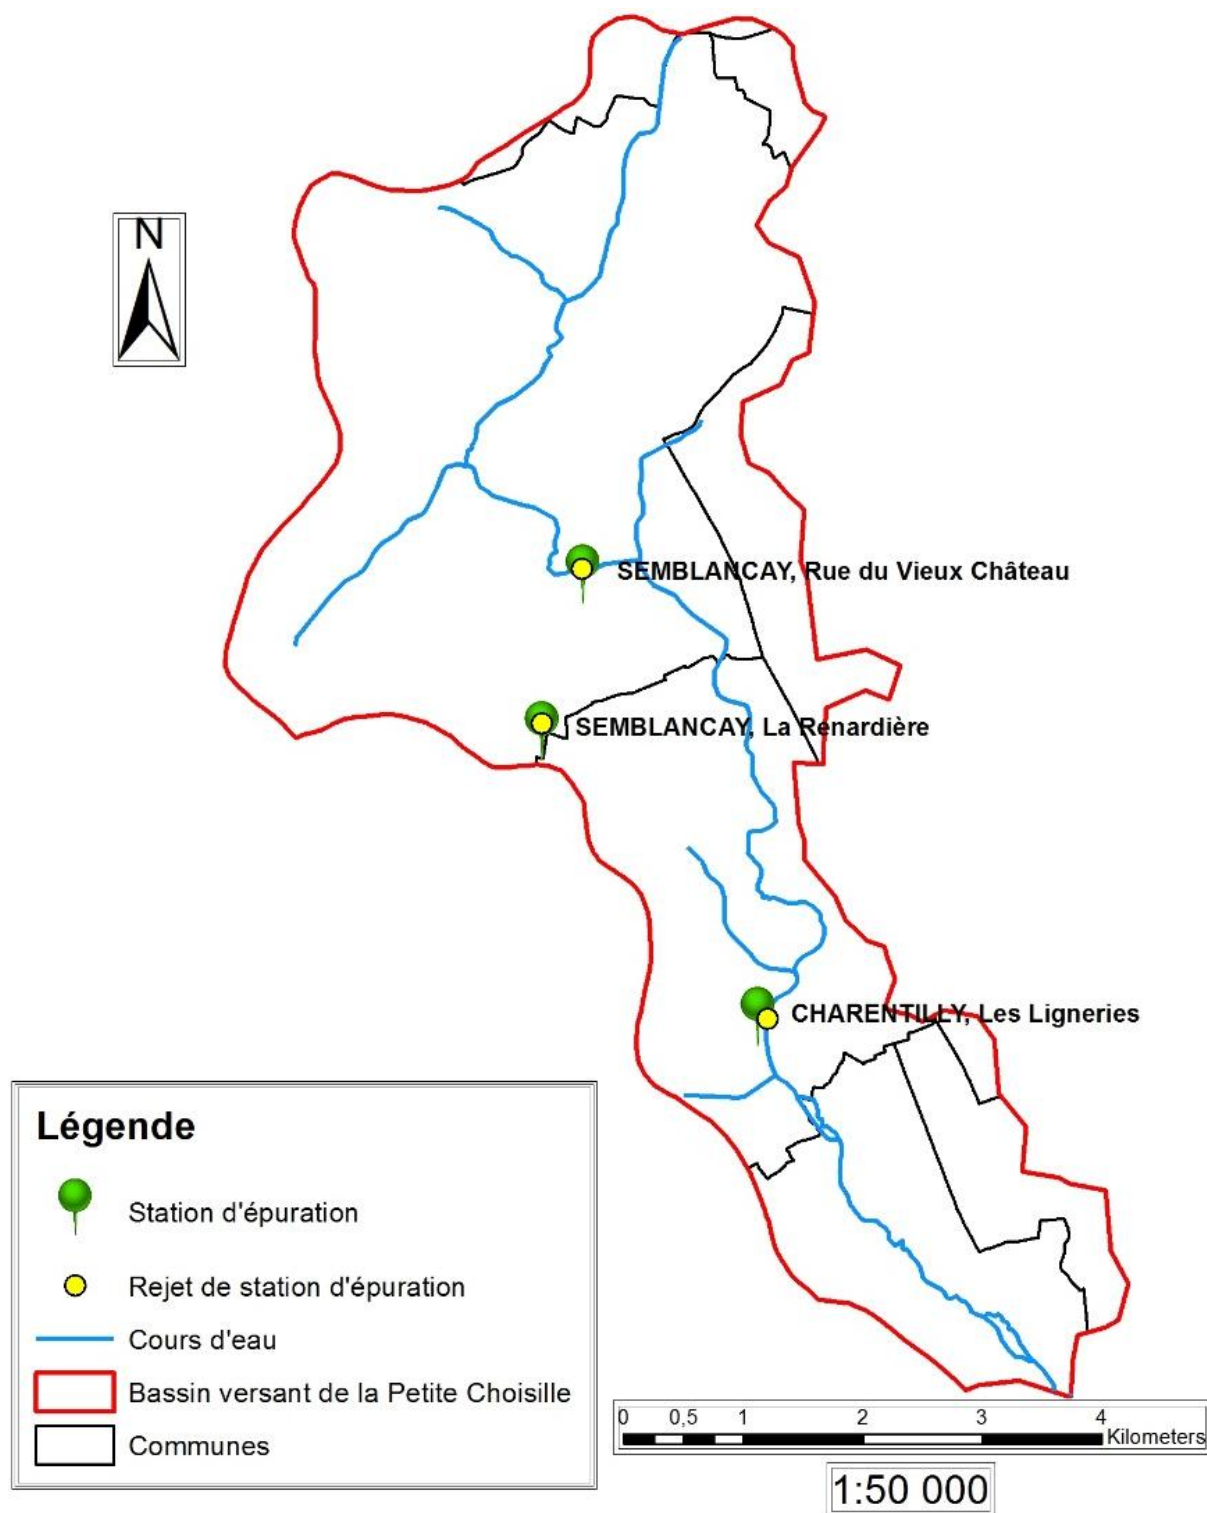 N
SEMBLANCAY, Rue du Vieux Château
SEMBLANCAY, La Renardière
CHARENTILLY, Les Ligneries
Légende
Station d'épuration
Rejet de station d'épuration
Cours d'eau
Bassin versant de la Petite Choisille
Communes
0 0,5 1 2 3 4
Kilometers
1:50 000